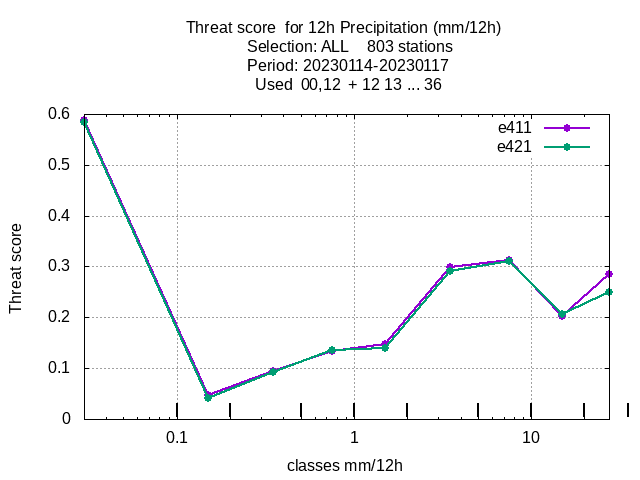 Threat score  for 12h Precipitation (mm/12h)
Selection: ALL    803 stations
Period: 20230114-20230117
Used  00,12  + 12 13 ... 36
e411
e421
0.6
0.5
0.4
0.3
0.2
0.1
0
Threat score
0.1 1 10
classes mm/12h